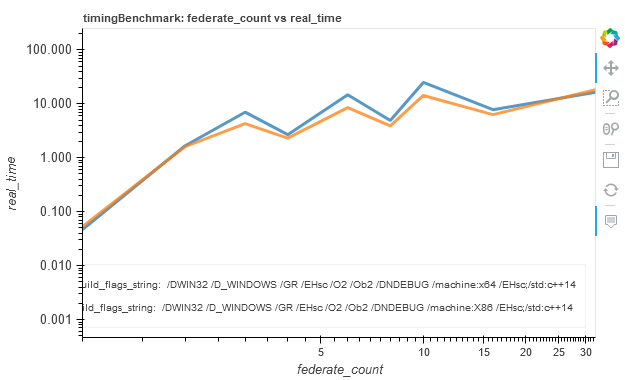 timingBenchmark: federate_count vs real_time
100.000
10.000
1.000
0.100
0.010
0.001
real_time
uild_flags_string: /DWIN32 /D_WINDOWS /GR /EHsc /O2 /Ob2 /DNDEBUG /machine:x64 /EHsc;/std:c++14
ild_flags_string: /DWIN32 /D_WINDOWS /GR /EHsc /O2 /Ob2 /DNDEBUG /machine:X86 /EHsc;/std:c++14
5 10 15 20 25 30
federate_count